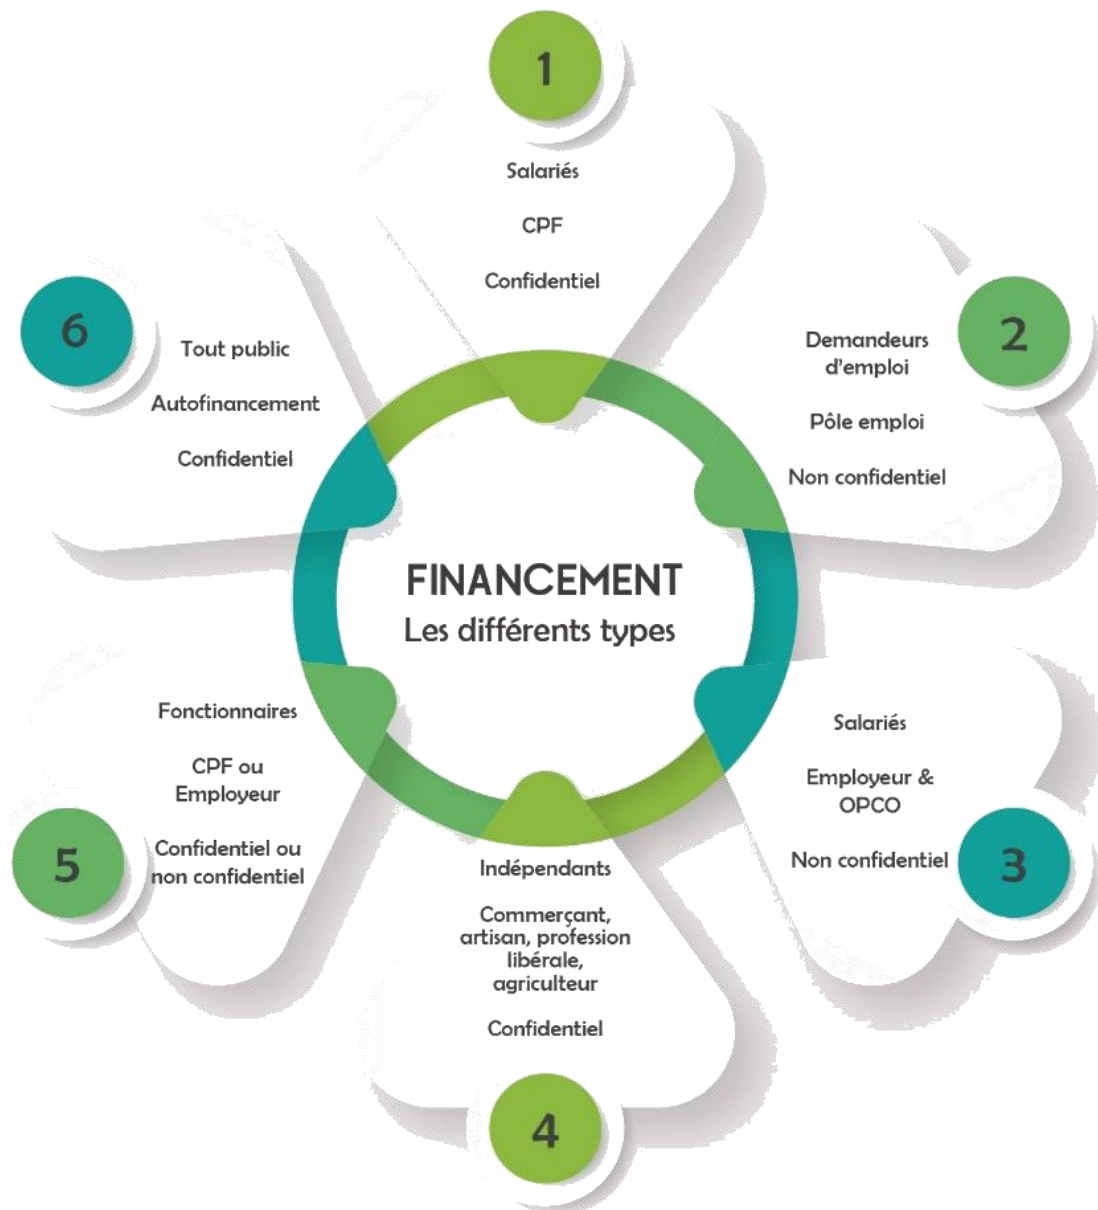 FINANCEMENT
Les différents types
1
Salariés
CPF
Confidentiel
2
Demandeurs
d'emploi
Pôle emploi
Non confidentiel
3
Salariés
Employeur &
OPCO
Non confidentiel
4
Indépendants
Commerçant,
artisan, profession
libérale,
agriculteur
Confidentiel
5
Fonctionnaires
CPF ou
Employeur
Confidentiel ou
non confidentiel
6
Tout public
Autofinancement
Confidentiel